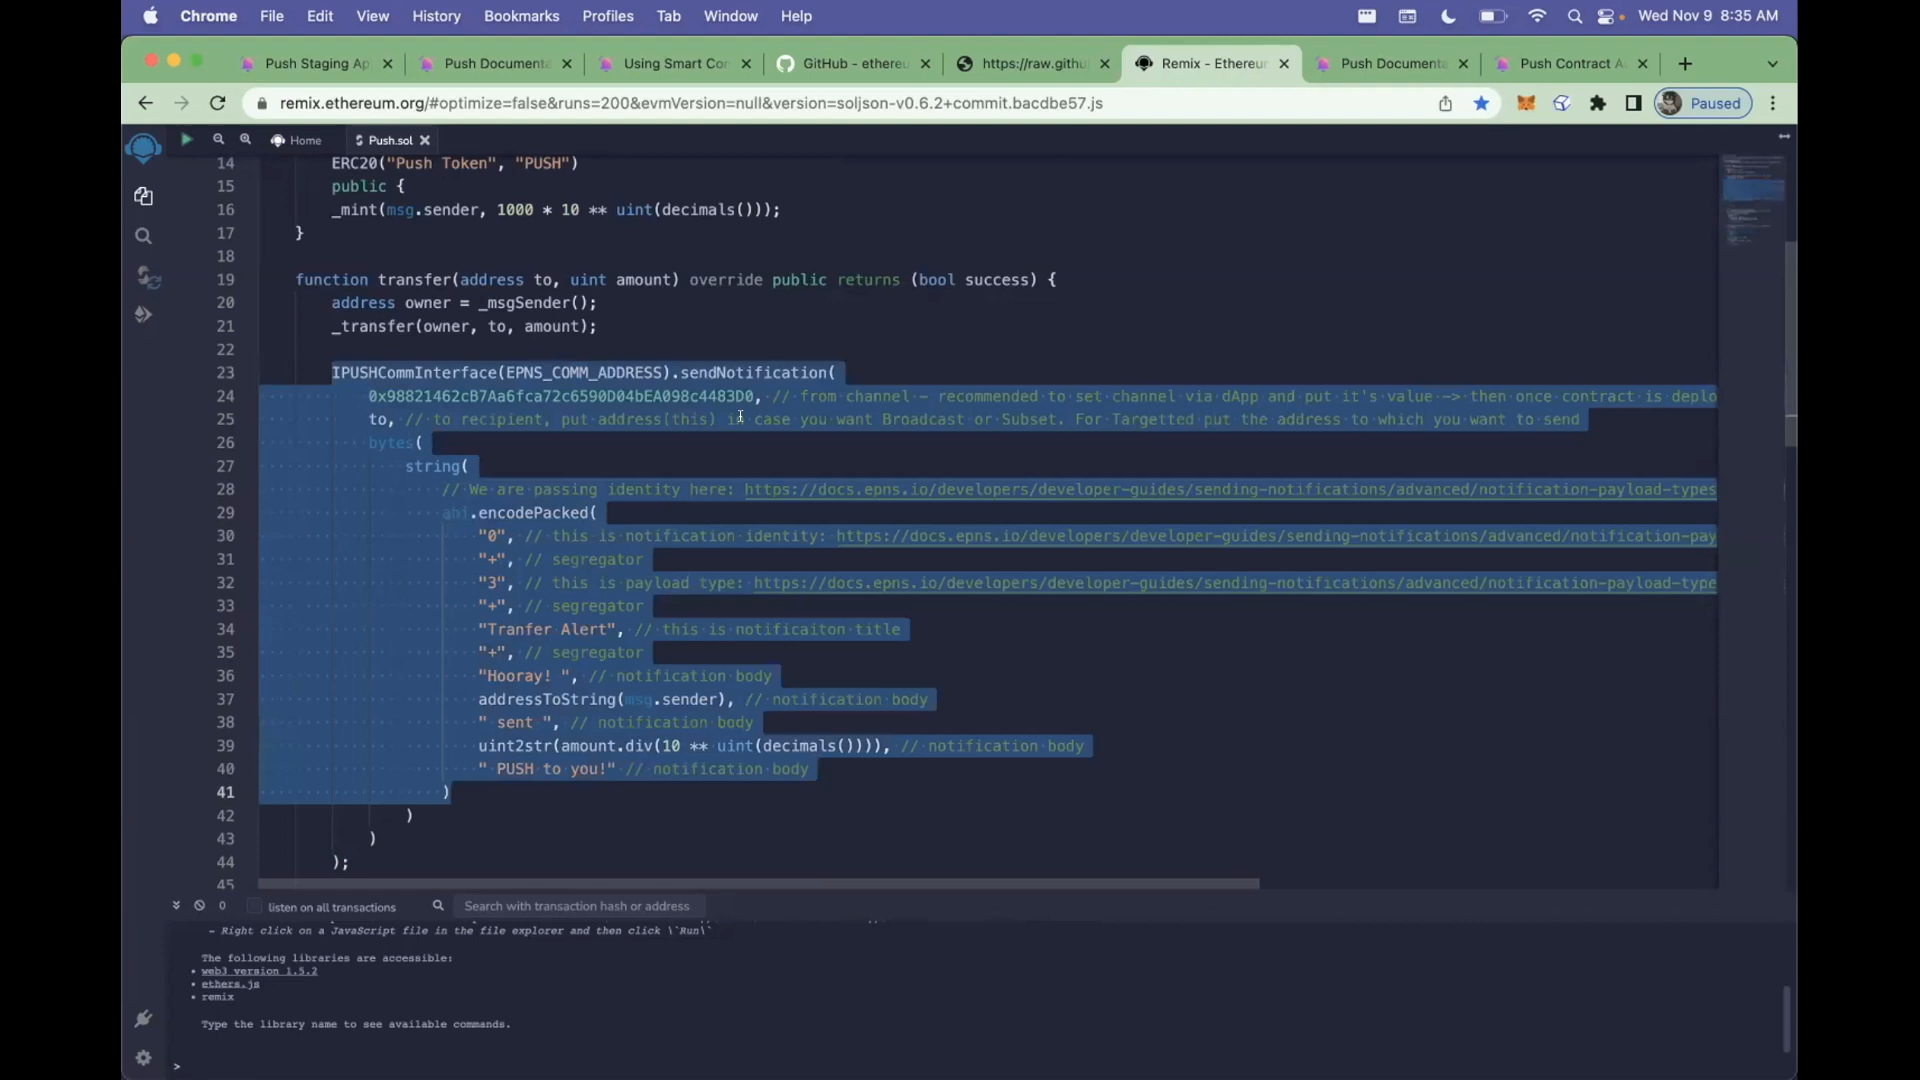 Chrome File Edit View History Bookmarks Profiles Tab Window Help Wed Nov 9 8:35 AM
Push Staging Ap Push Documenta Using Smart Con GitHub - ethereu https://raw.githu Remix - Ethereur Push Documenta Push Contract A
remix.ethereum.org/#optimize=false&runs=200&evmVersion=null&version=soljson-v0.6.2+commit.bacdbe57.js Paused
Home Push.sol
14 ERC20("Push Token", "PUSH")
15 public {
16 _mint(msg.sender, 1000 * 10 ** uint(decimals()));
17 }
18
19 function transfer(address to, uint amount) override public returns (bool success) {
20 address owner = _msgSender();
21 _transfer(owner, to, amount);
22
23 IPUSHCommInterface(EPNS_COMM_ADDRESS).sendNotification(
24 0x98821462cB7Aa6fca72c6590D04bEA098c4483D0, // from channel - recommended to set channel via dApp and put it's value -> then once contract is deplo
25 to, // to recipient, put address(this) in case you want Broadcast or Subset. For Targetted put the address to which you want to send
26 bytes(
27 string(
28 // We are passing identity here: https://docs.epns.io/developers/developer-guides/sending-notifications/advanced/notification-payload-types
29 abi.encodePacked(
30 "0", // this is notification identity: https://docs.epns.io/developers/developer-guides/sending-notifications/advanced/notification-pay
31 "+", // segregator
32 "3", // this is payload type: https://docs.epns.io/developers/developer-guides/sending-notifications/advanced/notification-payload-type
33 "+", // segregator
34 "Tranfer Alert", // this is notificaiton title
35 "+", // segregator
36 "Hooray! ", // notification body
37 addressToString(msg.sender), // notification body
38 " sent ", // notification body
39 uint2str(amount.div(10 ** uint(decimals()))), // notification body
40 " PUSH to you!" // notification body
41 )
42 )
43 )
44 );
45
0 listen on all transactions Search with transaction hash or address
- Right click on a JavaScript file in the file explorer and then click \`Run\`
The following libraries are accessible:
• web3 version 1.5.2
• ethers.js
• remix
Type the library name to see available commands.
>